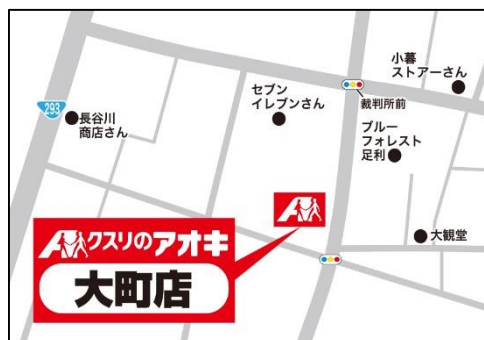 小暮
ストアーさん
293
長谷川
商店さん
セブン
イレブンさん
裁判所前
ブルー
フォレスト
足利
大観堂
クスリのアオキ
大町店